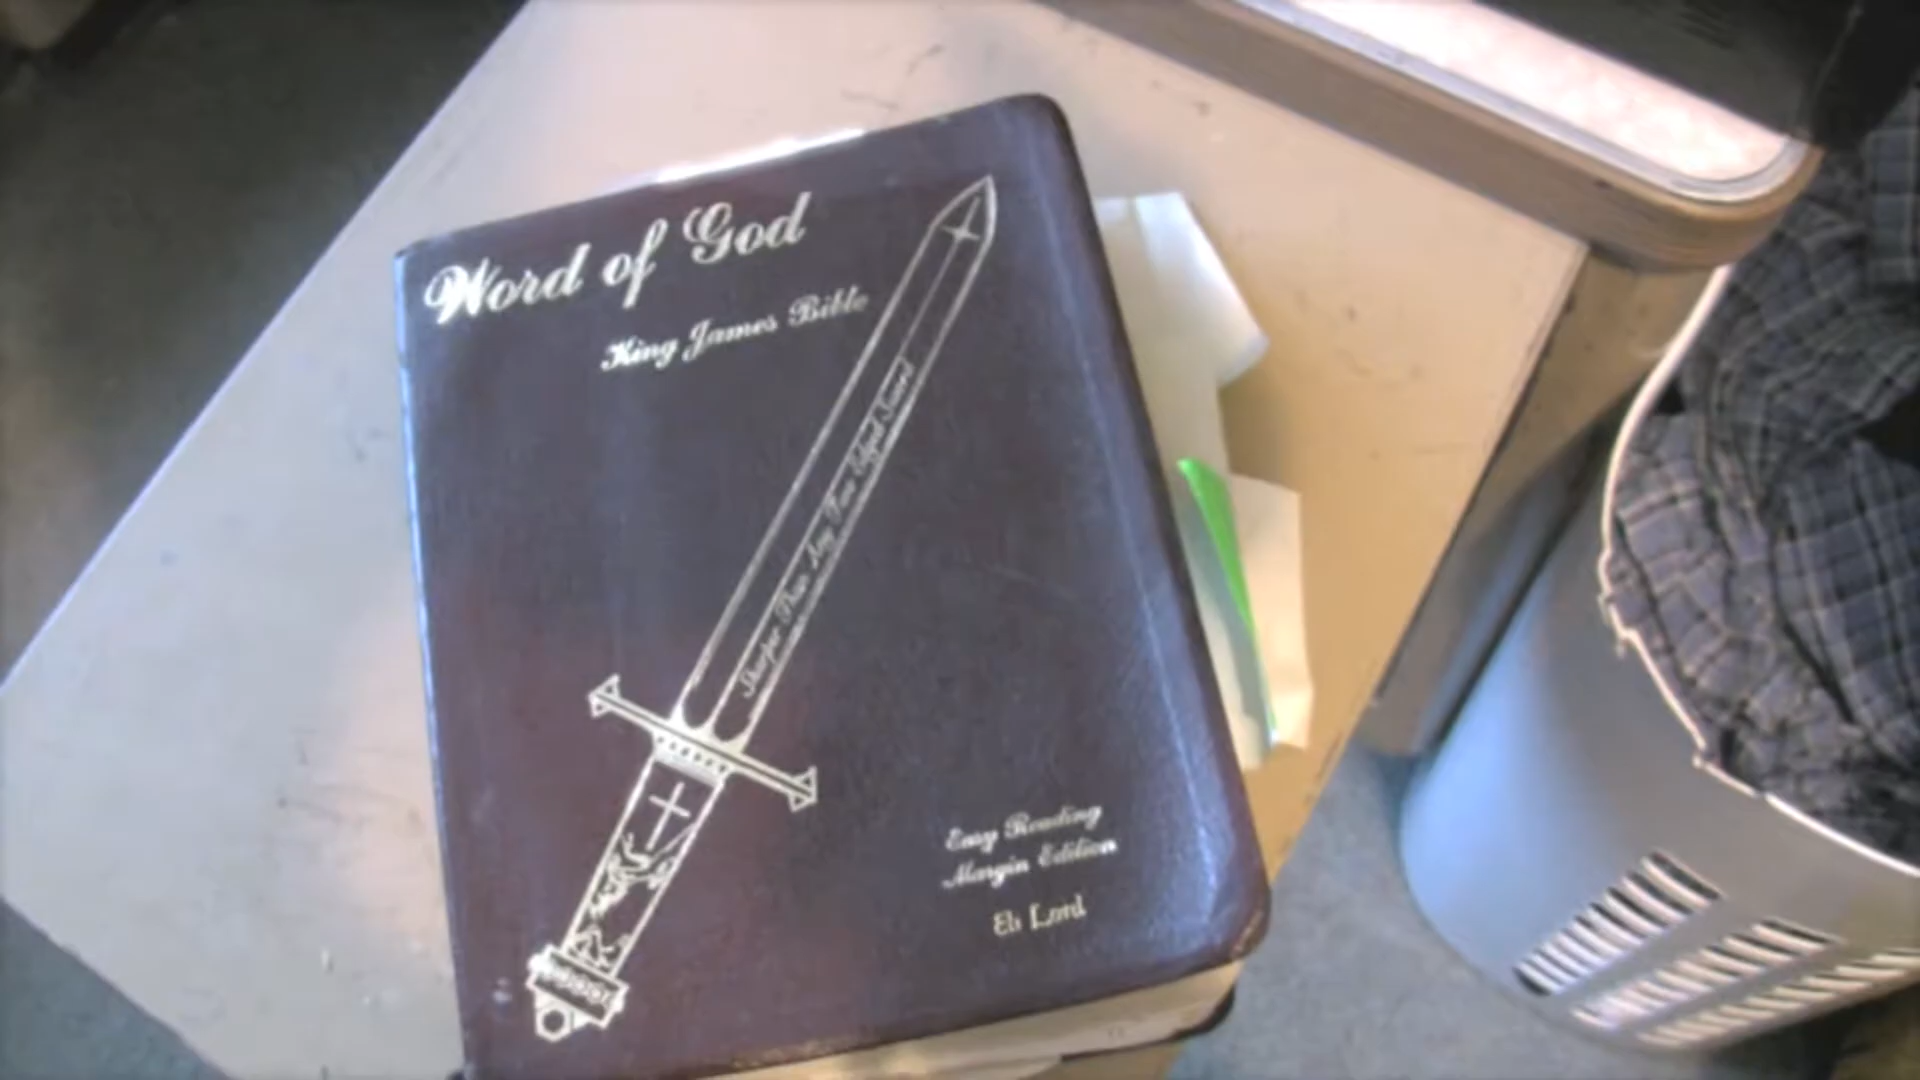 Word of God
King James Bible
Sharper Than Any Two Edged Sword
Easy Reading
Margin Edition
Eli Lord